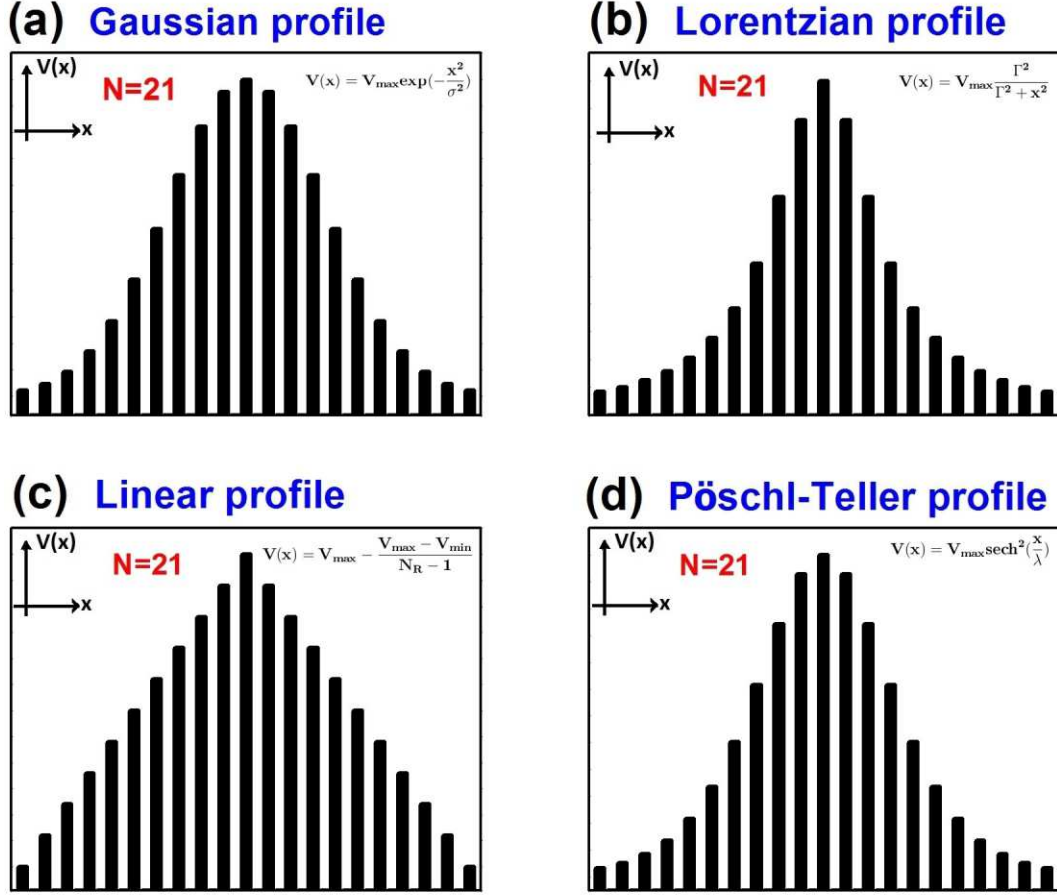 (a) Gaussian profile
V(x)
N=21
V(x) = V_max exp(-x²/σ²)
x
(b) Lorentzian profile
V(x)
N=21
V(x) = V_max Γ²/(Γ² + x²)
x
(c) Linear profile
V(x)
N=21
V(x) = V_max - (V_max - V_min)/(N_R - 1)
x
(d) Pöschl-Teller profile
V(x)
N=21
V(x) = V_max sech²(x/λ)
x